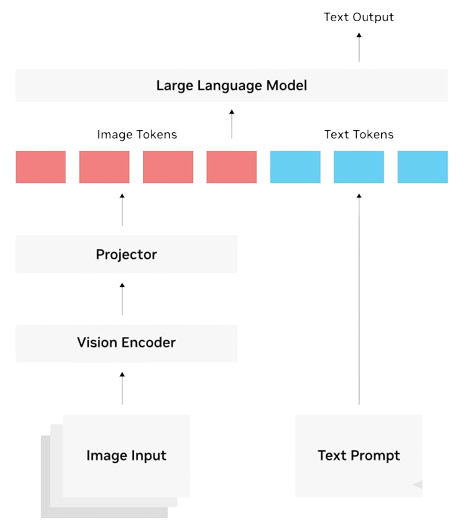 Text Output
Large Language Model
Image Tokens
Text Tokens
Projector
Vision Encoder
Image Input
Text Prompt